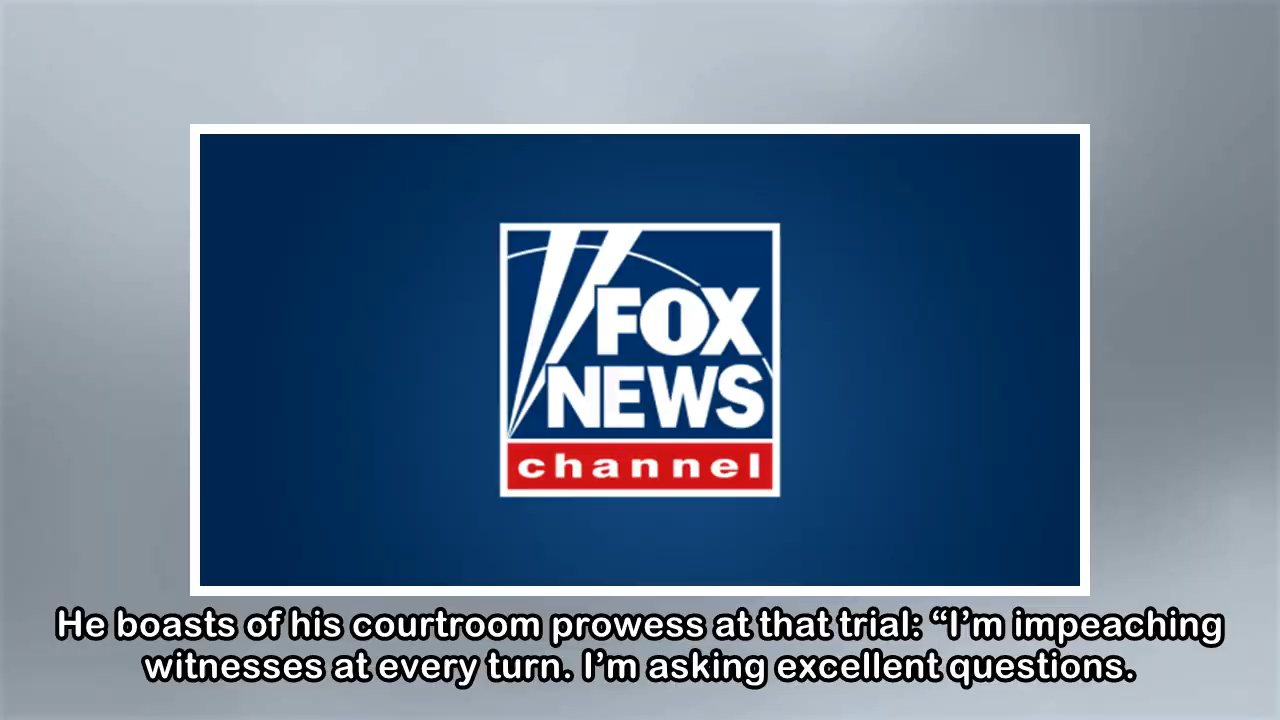 FOX
NEWS
channel
He boasts of his courtroom prowess at that trial: “I’m impeaching
witnesses at every turn. I’m asking excellent questions.